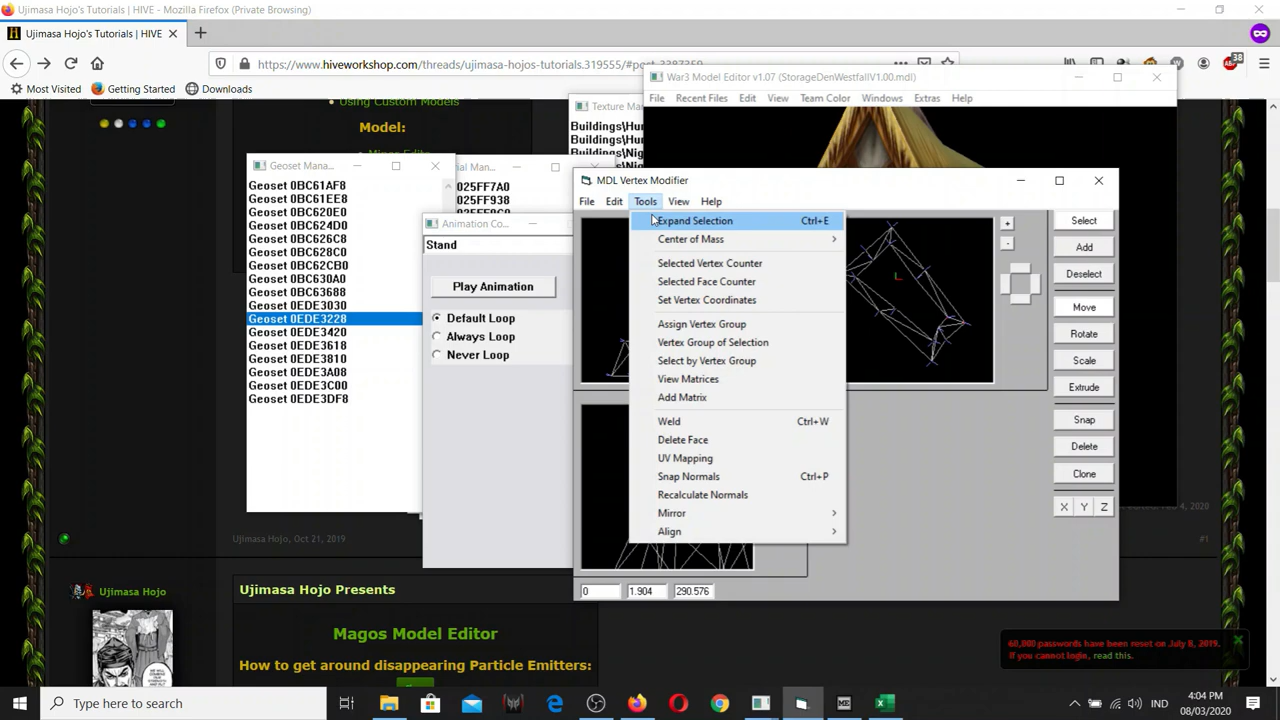 Ujimasa Hojo's Tutorials | HIVE - Mozilla Firefox (Private Browsing)
Ujimasa Hojo's Tutorials | HIVE
https://www.hiveworkshop.com/threads/ujimasa-hojos-tutorials.319555/#post-3387359
38
Most Visited
Getting Started
Downloads
Using Custom Models
Model:
Texture Ma
Buildings\Hu
Buildings\Hu
Buildings\Nig
War3 Model Editor v1.07 (StorageDenWestfallV1.00.mdl)
File Recent Files Edit View Team Color Windows Extras Help
Geoset Mana...
Geoset 0BC61AF8
Geoset 0BC61EE8
Geoset 0BC620E0
Geoset 0BC624D0
Geoset 0BC626C8
Geoset 0BC628C0
Geoset 0BC62CB0
Geoset 0BC630A0
Geoset 0BC63688
Geoset 0EDE3030
Geoset 0EDE3228
Geoset 0EDE3420
Geoset 0EDE3618
Geoset 0EDE3810
Geoset 0EDE3A08
Geoset 0EDE3C00
Geoset 0EDE3DF8
ial Man...
025FF7A0
025FF938
Animation Co...
Stand
Play Animation
Default Loop
Always Loop
Never Loop
MDL Vertex Modifier
File Edit Tools View Help
Expand Selection Ctrl+E
Center of Mass
Selected Vertex Counter
Selected Face Counter
Set Vertex Coordinates
Assign Vertex Group
Vertex Group of Selection
Select by Vertex Group
View Matrices
Add Matrix
Weld Ctrl+W
Delete Face
UV Mapping
Snap Normals Ctrl+P
Recalculate Normals
Mirror
Align
+
-
Select
Add
Deselect
Move
Rotate
Scale
Extrude
Snap
Delete
Clone
X Y Z
0 1.904 290.576
4, 2020
Ujimasa Hojo, Oct 21, 2019
#1
Ujimasa Hojo
Ujimasa Hojo Presents
Magos Model Editor
How to get around disappearing Particle Emitters:
60,000 passwords have been reset on July 8, 2019.
If you cannot login, read this.
Type here to search
IND
4:04 PM
08/03/2020